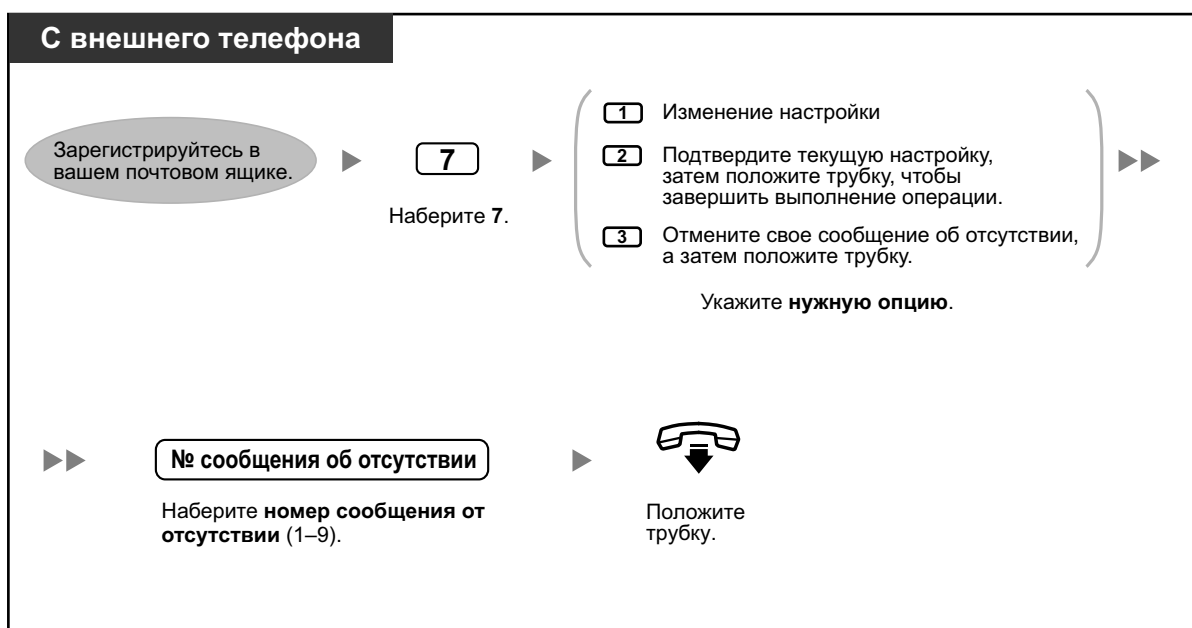 С внешнего телефона
Зарегистрируйтесь в
вашем почтовом ящике.
7
Наберите 7.
1 Изменение настройки
2 Подтвердите текущую настройку,
затем положите трубку, чтобы
завершить выполнение операции.
3 Отмените свое сообщение об отсутствии,
а затем положите трубку.
Укажите нужную опцию.
№ сообщения об отсутствии
Наберите номер сообщения от
отсутствии (1–9).
Положите
трубку.